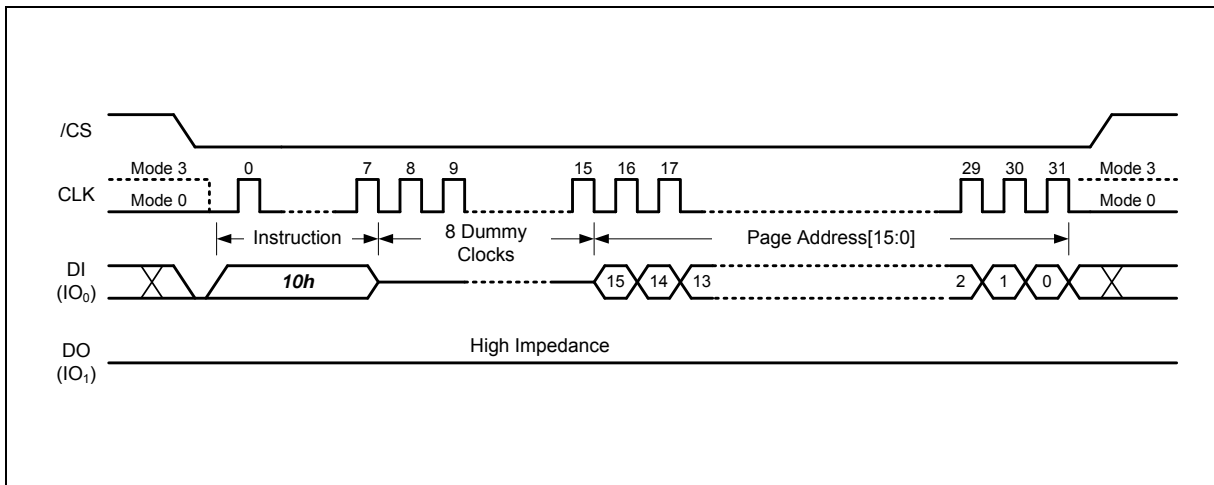 /CS
Mode 3 0 7 8 9 15 16 17 29 30 31 Mode 3
CLK
Mode 0 Mode 0
Instruction 8 Dummy Clocks Page Address[15:0]
DI (IO0) 10h 15 14 13 2 1 0
High Impedance
DO (IO1)